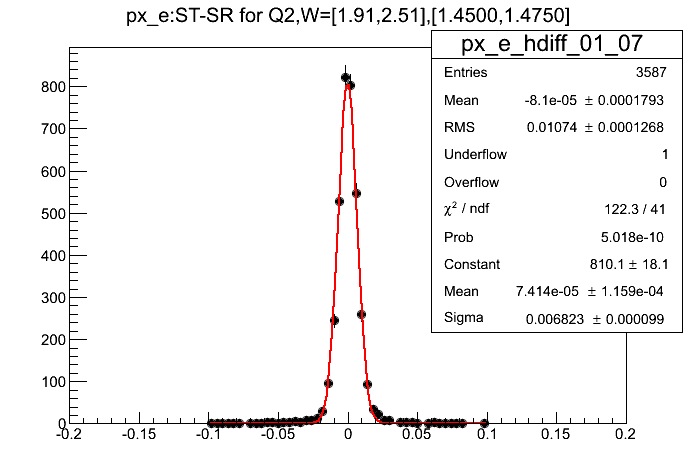 px_e:ST-SR for Q2,W=[1.91,2.51],[1.4500,1.4750]
px_e_hdiff_01_07
Entries 3587
Mean -8.1e-05 ± 0.0001793
RMS 0.01074 ± 0.0001268
Underflow 1
Overflow 0
χ² / ndf 122.3 / 41
Prob 5.018e-10
Constant 810.1 ± 18.1
Mean 7.414e-05 ± 1.159e-04
Sigma 0.006823 ± 0.000099
800
700
600
500
400
300
200
100
0
-0.2 -0.15 -0.1 -0.05 0 0.05 0.1 0.15 0.2